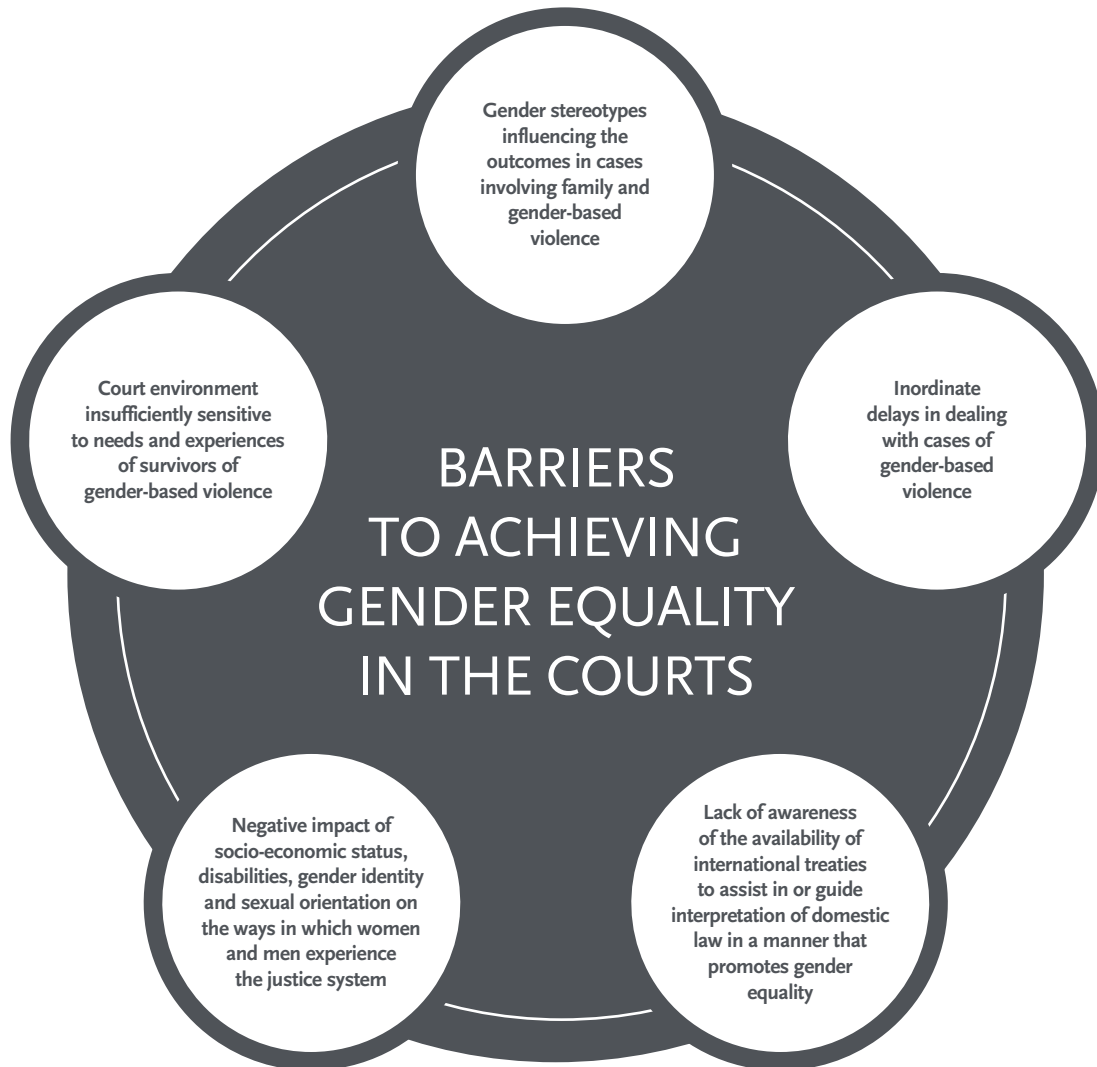 Gender stereotypes
influencing the
outcomes in cases
involving family and
gender-based
violence
Court environment
insufficiently sensitive
to needs and experiences
of survivors of
gender-based violence
Inordinate
delays in dealing
with cases of
gender-based
violence
BARRIERS
TO ACHIEVING
GENDER EQUALITY
IN THE COURTS
Negative impact of
socio-economic status,
disabilities, gender identity
and sexual orientation on
the ways in which women
and men experience
the justice system
Lack of awareness
of the availability of
international treaties
to assist in or guide
interpretation of domestic
law in a manner that
promotes gender
equality